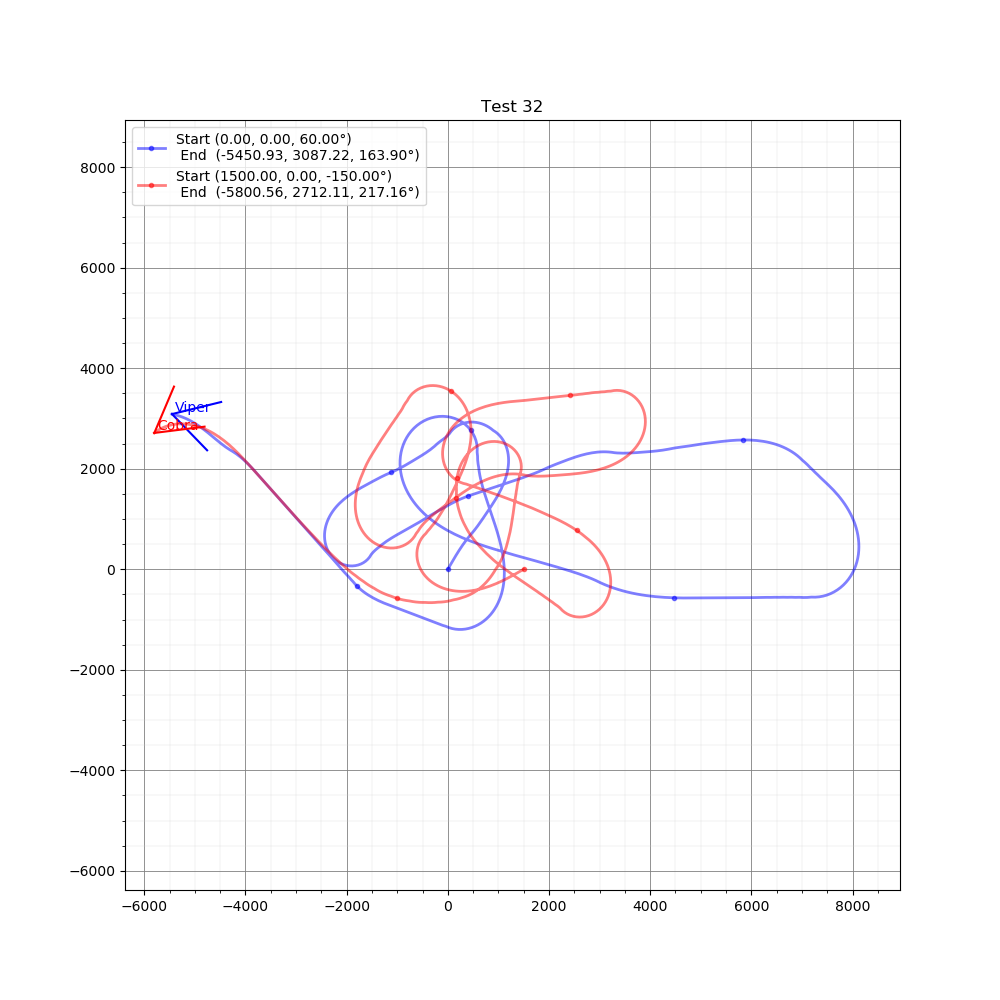 Test 32
Start (0.00, 0.00, 60.00°)
End (-5450.93, 3087.22, 163.90°)
Start (1500.00, 0.00, -150.00°)
End (-5800.56, 2712.11, 217.16°)
8000
6000
4000
2000
0
−2000
−4000
−6000
Viper
Cobra
−6000 −4000 −2000 0 2000 4000 6000 8000